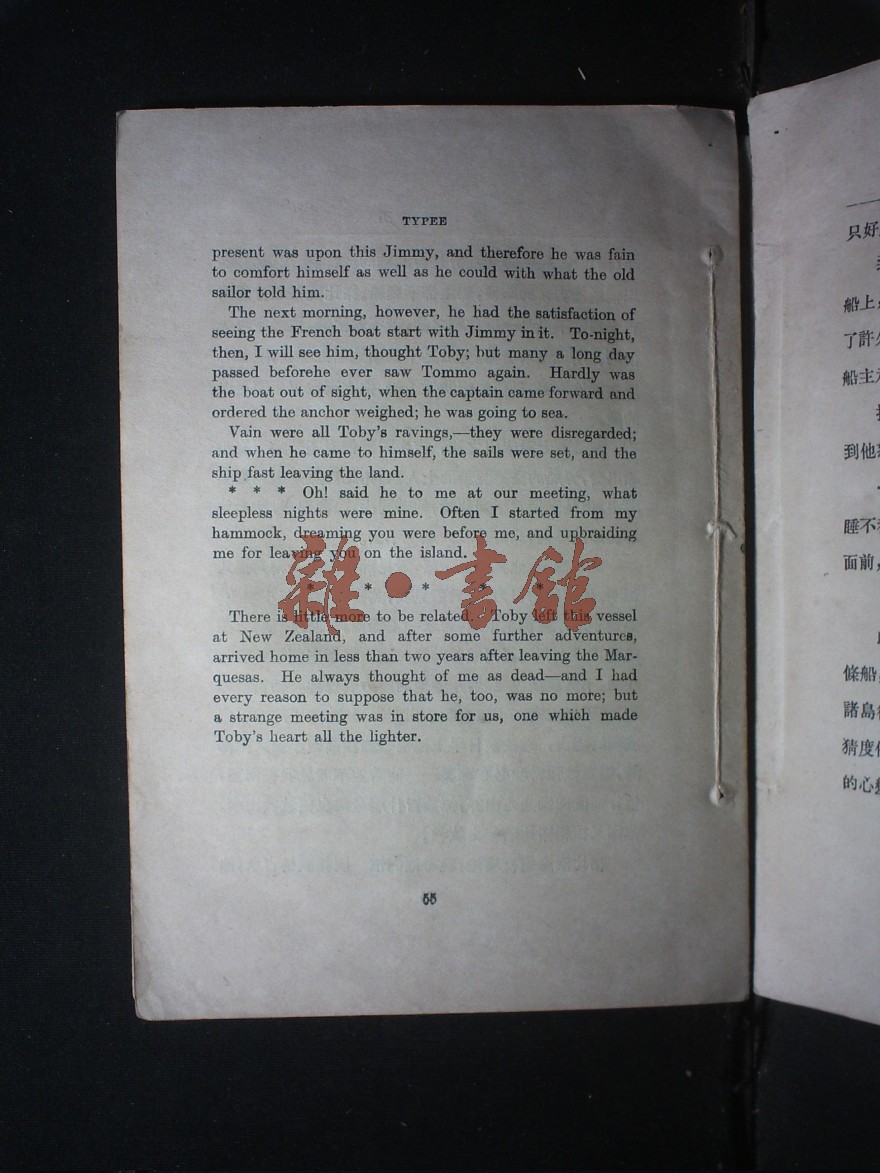 TYPEE
present was upon this Jimmy, and therefore he was fain
to comfort himself as well as he could with what the old
sailor told him.
The next morning, however, he had the satisfaction of
seeing the French boat start with Jimmy in it. To-night,
then, I will see him, thought Toby; but many a long day
passed beforehe ever saw Tommo again. Hardly was
the boat out of sight, when the captain came forward and
ordered the anchor weighed; he was going to sea.
Vain were all Toby's ravings,—they were disregarded;
and when he came to himself, the sails were set, and the
ship fast leaving the land.
* * * Oh! said he to me at our meeting, what
sleepless nights were mine. Often I started from my
hammock, dreaming you were before me, and upbraiding
me for leaving you on the island.
* * * * *
雜·書館
There is little more to be related. Toby left this vessel
at New Zealand, and after some further adventures,
arrived home in less than two years after leaving the Mar-
quesas. He always thought of me as dead—and I had
every reason to suppose that he, too, was no more; but
a strange meeting was in store for us, one which made
Toby's heart all the lighter.
55
只好
船上
了許
船主
到他
睡不
面前,
條船,
諸島
猜度
的心